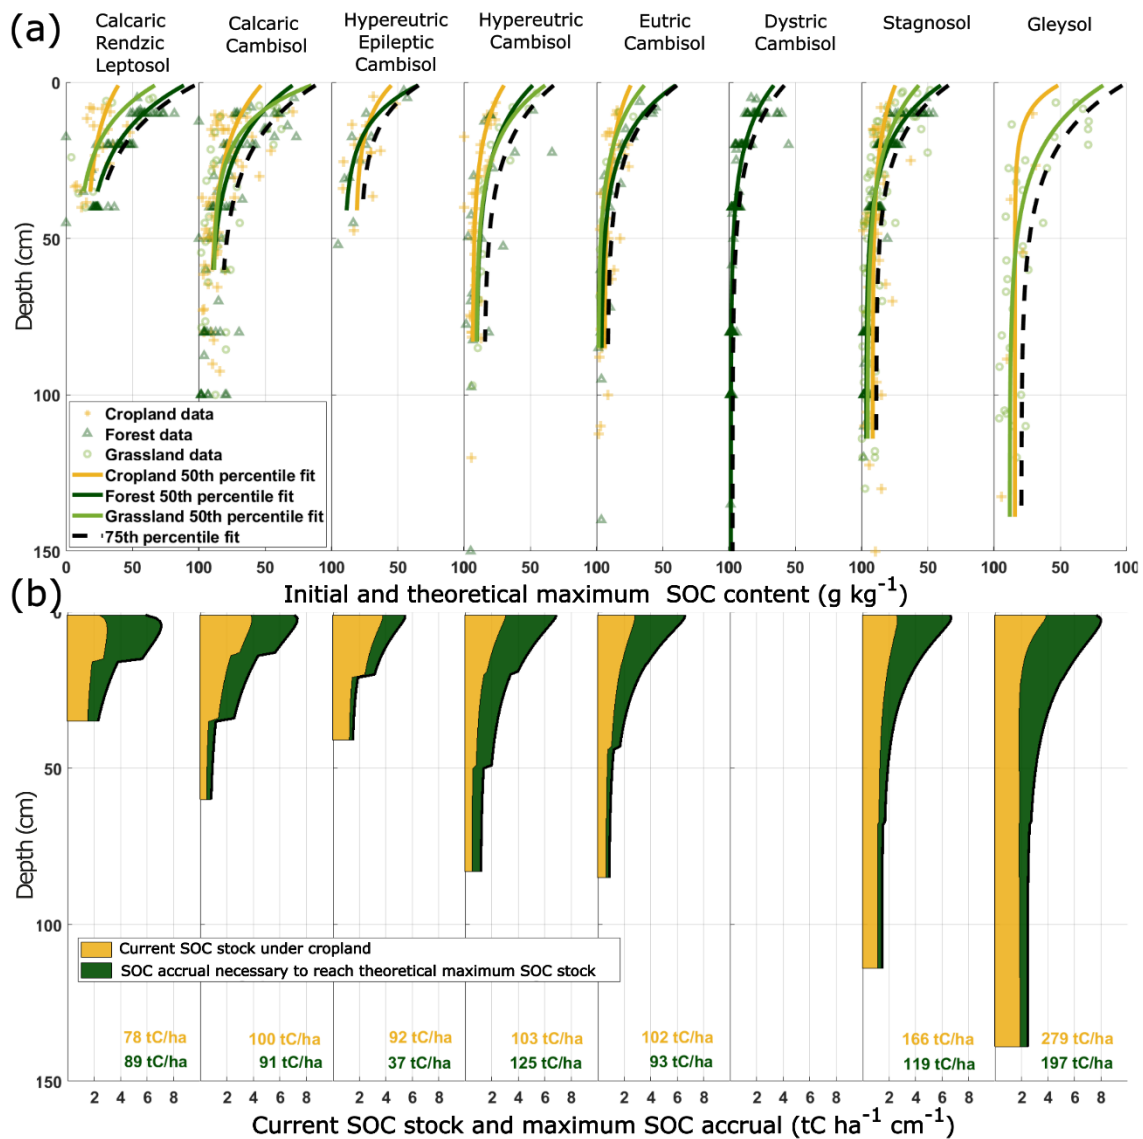 (a)
Calcaric
Rendzic
Leptosol
Calcaric
Cambisol
Hypereutric
Epileptic
Cambisol
Hypereutric
Cambisol
Eutric
Cambisol
Dystric
Cambisol
Stagnosol
Gleysol
0
50
100
150
Depth (cm)
Cropland data
Forest data
Grassland data
Cropland 50th percentile fit
Forest 50th percentile fit
Grassland 50th percentile fit
75th percentile fit
0 50 100 50 100 50 100 50 100 50 100 50 100 50 100 50 100
Initial and theoretical maximum SOC content (g kg-1)
(b)
0
50
100
150
Depth (cm)
Current SOC stock under cropland
SOC accrual necessary to reach theoretical maximum SOC stock
78 tC/ha 100 tC/ha 92 tC/ha 103 tC/ha 102 tC/ha 166 tC/ha 279 tC/ha
89 tC/ha 91 tC/ha 37 tC/ha 125 tC/ha 93 tC/ha 119 tC/ha 197 tC/ha
2 4 6 8 2 4 6 8 2 4 6 8 2 4 6 8 2 4 6 8 2 4 6 8 2 4 6 8 2 4 6 8
Current SOC stock and maximum SOC accrual (tC ha-1 cm-1)